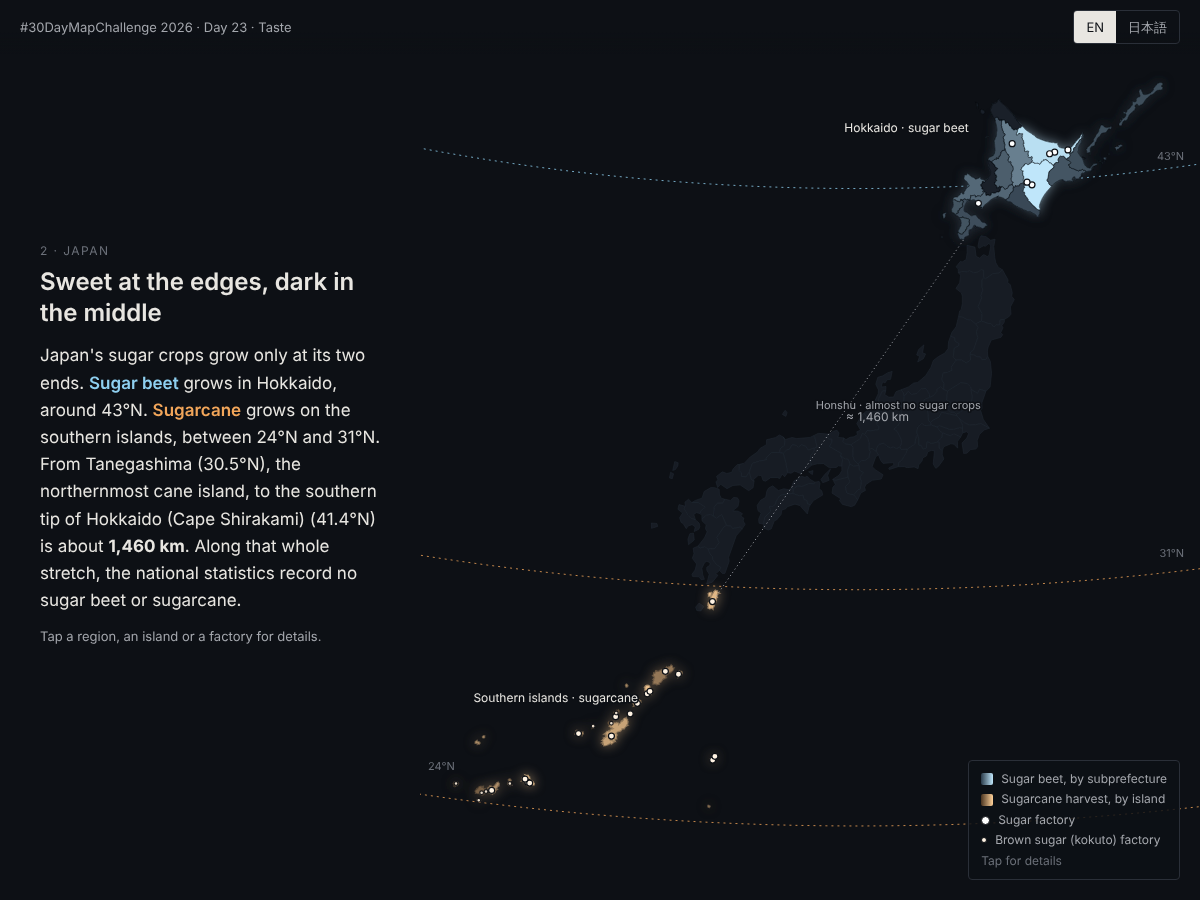 #30DayMapChallenge 2026 · Day 23 · Taste
EN
日本語
Hokkaido · sugar beet
43°N
2 · JAPAN
Sweet at the edges, dark in
the middle
Japan's sugar crops grow only at its two
ends. Sugar beet grows in Hokkaido,
around 43°N. Sugarcane grows on the
southern islands, between 24°N and 31°N.
From Tanegashima (30.5°N), the
northernmost cane island, to the southern
tip of Hokkaido (Cape Shirakami) (41.4°N)
is about 1,460 km. Along that whole
stretch, the national statistics record no
sugar beet or sugarcane.
Tap a region, an island or a factory for details.
Honshu · almost no sugar crops
≈ 1,460 km
31°N
Southern islands · sugarcane
24°N
Sugar beet, by subprefecture
Sugarcane harvest, by island
Sugar factory
Brown sugar (kokuto) factory
Tap for details